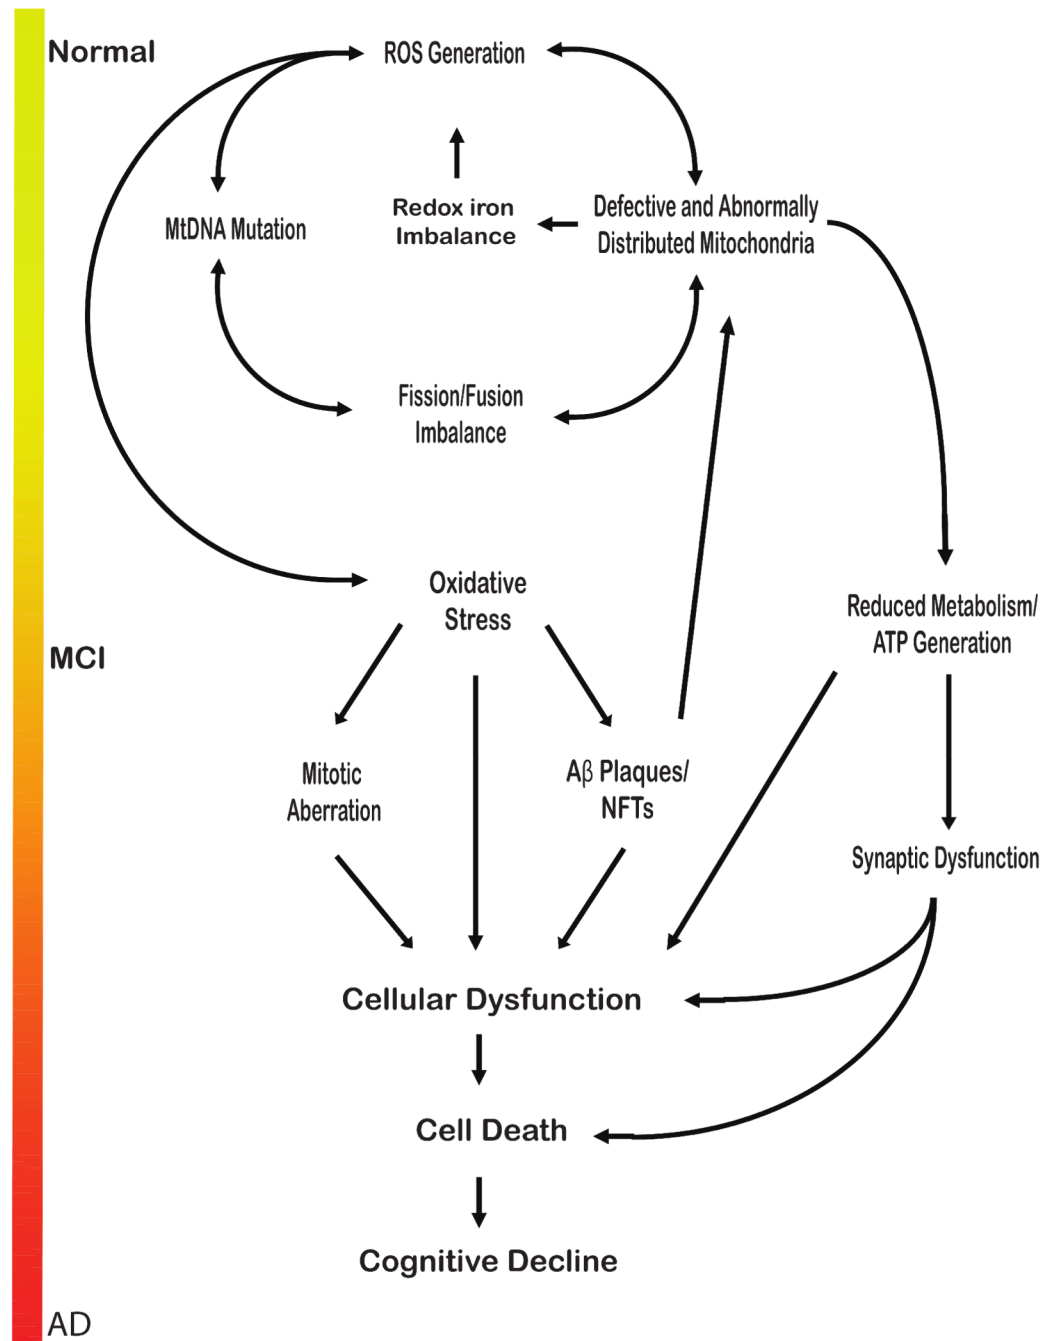 Normal
ROS Generation
MtDNA Mutation
Redox iron
Imbalance
Defective and Abnormally
Distributed Mitochondria
Fission/Fusion
Imbalance
Oxidative
Stress
Reduced Metabolism/
ATP Generation
MCI
Mitotic
Aberration
Aβ Plaques/
NFTs
Synaptic Dysfunction
Cellular Dysfunction
Cell Death
Cognitive Decline
AD